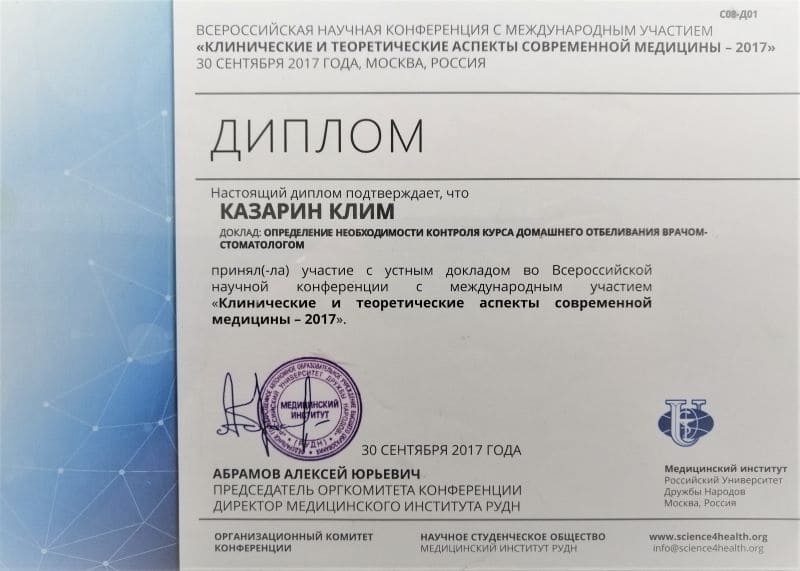 С08-Д01
ВСЕРОССИЙСКАЯ НАУЧНАЯ КОНФЕРЕНЦИЯ С МЕЖДУНАРОДНЫМ УЧАСТИЕМ
«КЛИНИЧЕСКИЕ И ТЕОРЕТИЧЕСКИЕ АСПЕКТЫ СОВРЕМЕННОЙ МЕДИЦИНЫ – 2017»
30 СЕНТЯБРЯ 2017 ГОДА, МОСКВА, РОССИЯ
ДИПЛОМ
Настоящий диплом подтверждает, что
КАЗАРИН КЛИМ
ДОКЛАД: ОПРЕДЕЛЕНИЕ НЕОБХОДИМОСТИ КОНТРОЛЯ КУРСА ДОМАШНЕГО ОТБЕЛИВАНИЯ ВРАЧОМ-
СТОМАТОЛОГОМ
принял(-ла) участие с устным докладом во Всероссийской
научной конференции с международным участием
«Клинические и теоретические аспекты современной
медицины – 2017».
МЕДИЦИНСКИЙ
ИНСТИТУТ
(РУДН)
30 СЕНТЯБРЯ 2017 ГОДА
АБРАМОВ АЛЕКСЕЙ ЮРЬЕВИЧ
ПРЕДСЕДАТЕЛЬ ОРГКОМИТЕТА КОНФЕРЕНЦИИ
ДИРЕКТОР МЕДИЦИНСКОГО ИНСТИТУТА РУДН
Медицинский институт
Российский Университет
Дружбы Народов
Москва, Россия
ОРГАНИЗАЦИОННЫЙ КОМИТЕТ
КОНФЕРЕНЦИИ
НАУЧНОЕ СТУДЕНЧЕСКОЕ ОБЩЕСТВО
МЕДИЦИНСКИЙ ИНСТИТУТ РУДН
www.science4health.org
info@science4health.org